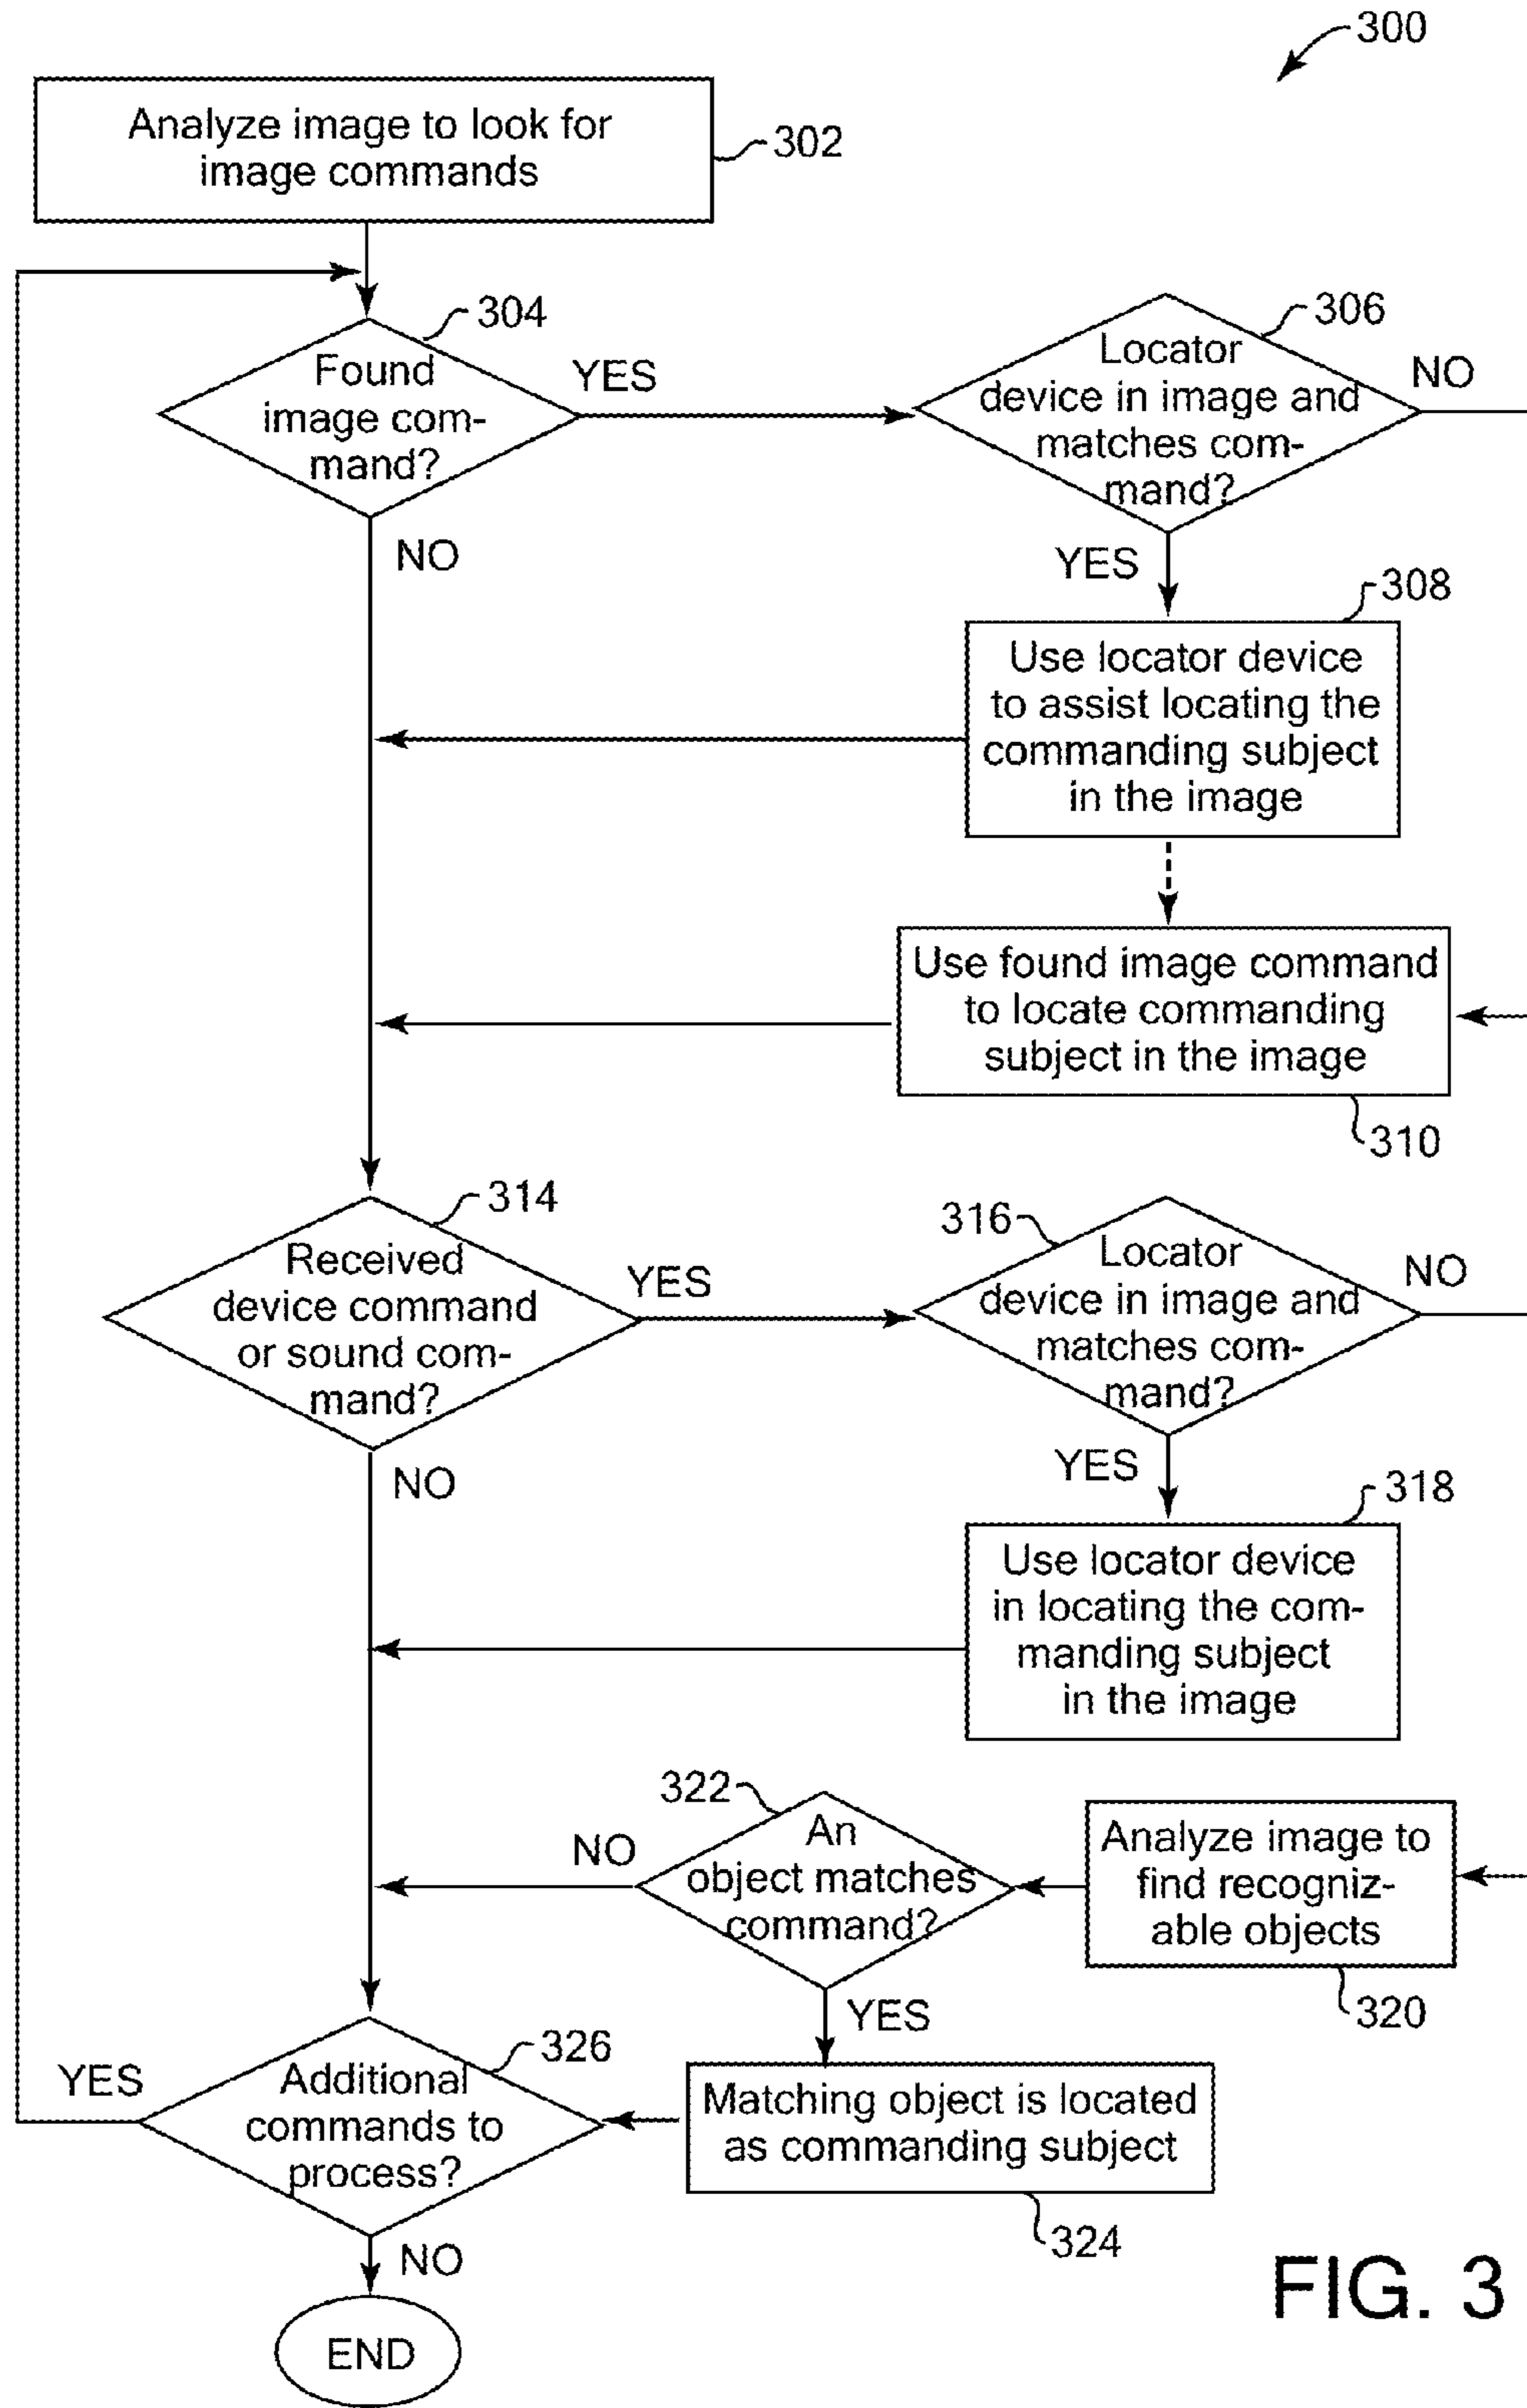 300
Analyze image to look for
image commands
302
304
Found
image com-
mand?
YES
NO
306
Locator
device in image and
matches com-
mand?
NO
YES
308
Use locator device
to assist locating the
commanding subject
in the image
Use found image command
to locate commanding
subject in the image
310
314
Received
device command
or sound com-
mand?
YES
NO
316
Locator
device in image and
matches com-
mand?
NO
YES
318
Use locator device
in locating the com-
manding subject
in the image
322
An
object matches
command?
NO
YES
Analyze image to
find recogniz-
able objects
320
326
Additional
commands to
process?
YES
NO
Matching object is located
as commanding subject
324
END
FIG. 3